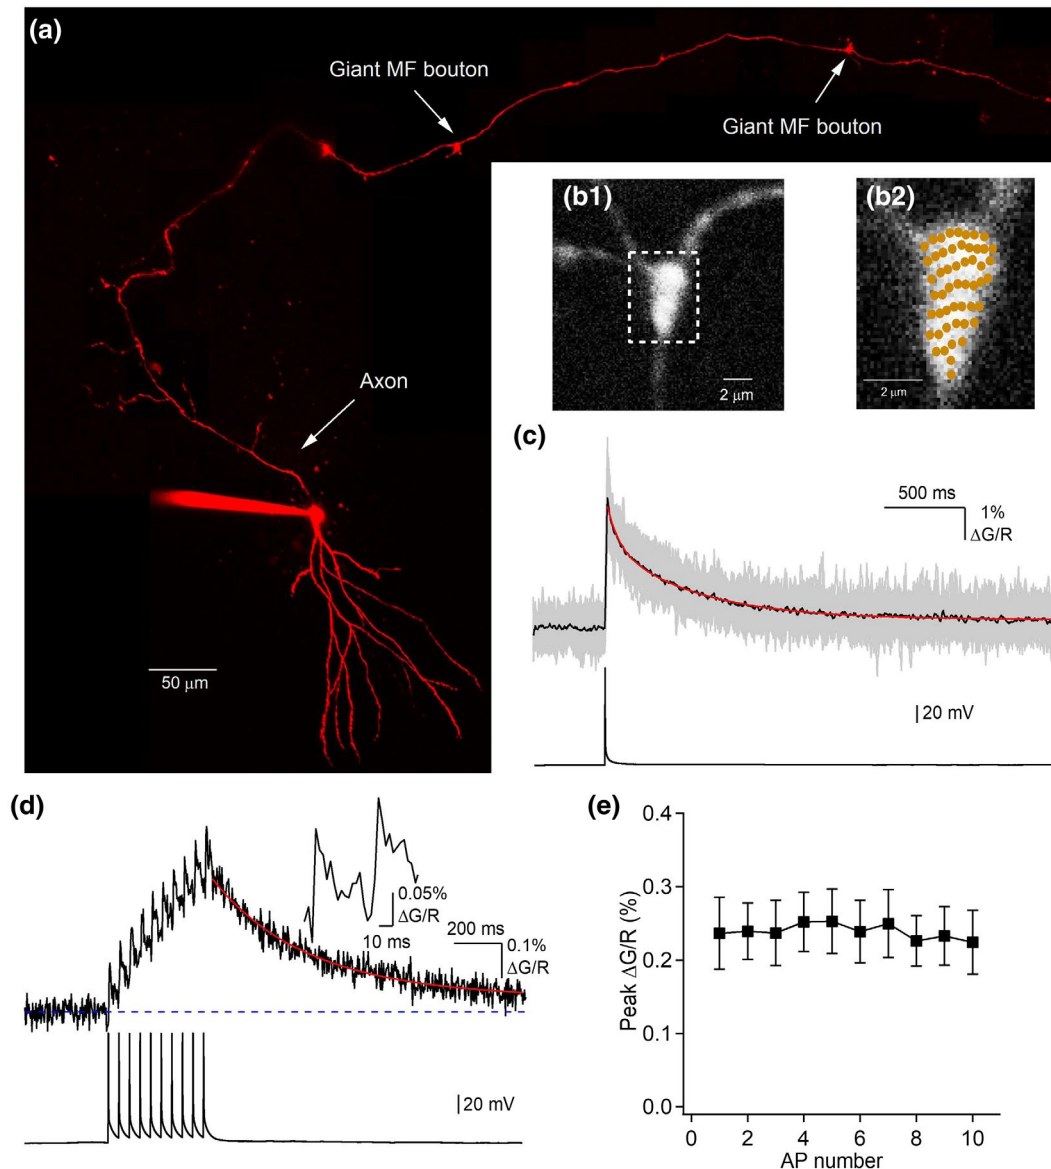 (a)
Giant MF bouton
Giant MF bouton
Axon
50 μm
(b1)
2 μm
(b2)
2 μm
(c)
500 ms
1%
ΔG/R
20 mV
(d)
0.05%
ΔG/R
10 ms
200 ms
0.1%
ΔG/R
20 mV
(e)
Peak ΔG/R (%)
0.4
0.3
0.2
0.1
0.0
0 2 4 6 8 10
AP number